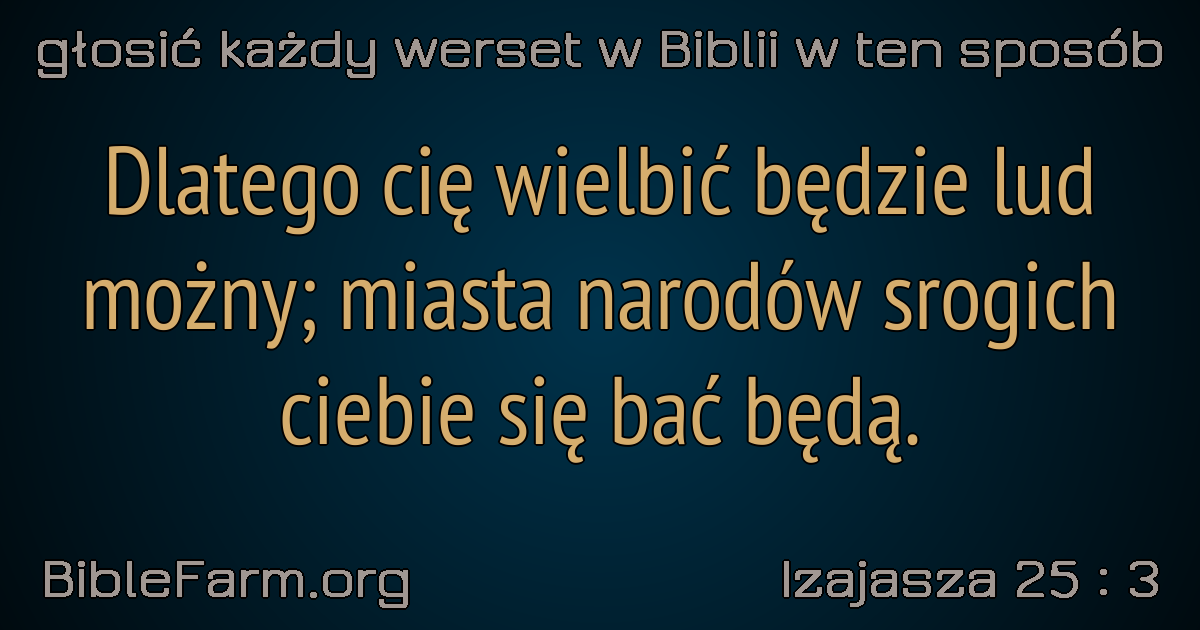 głosić każdy werset w Biblii w ten sposób
Dlatego cię wielbić będzie lud
możny; miasta narodów srogich
ciebie się bać będą.
BibleFarm.org
Izajasza 25 : 3